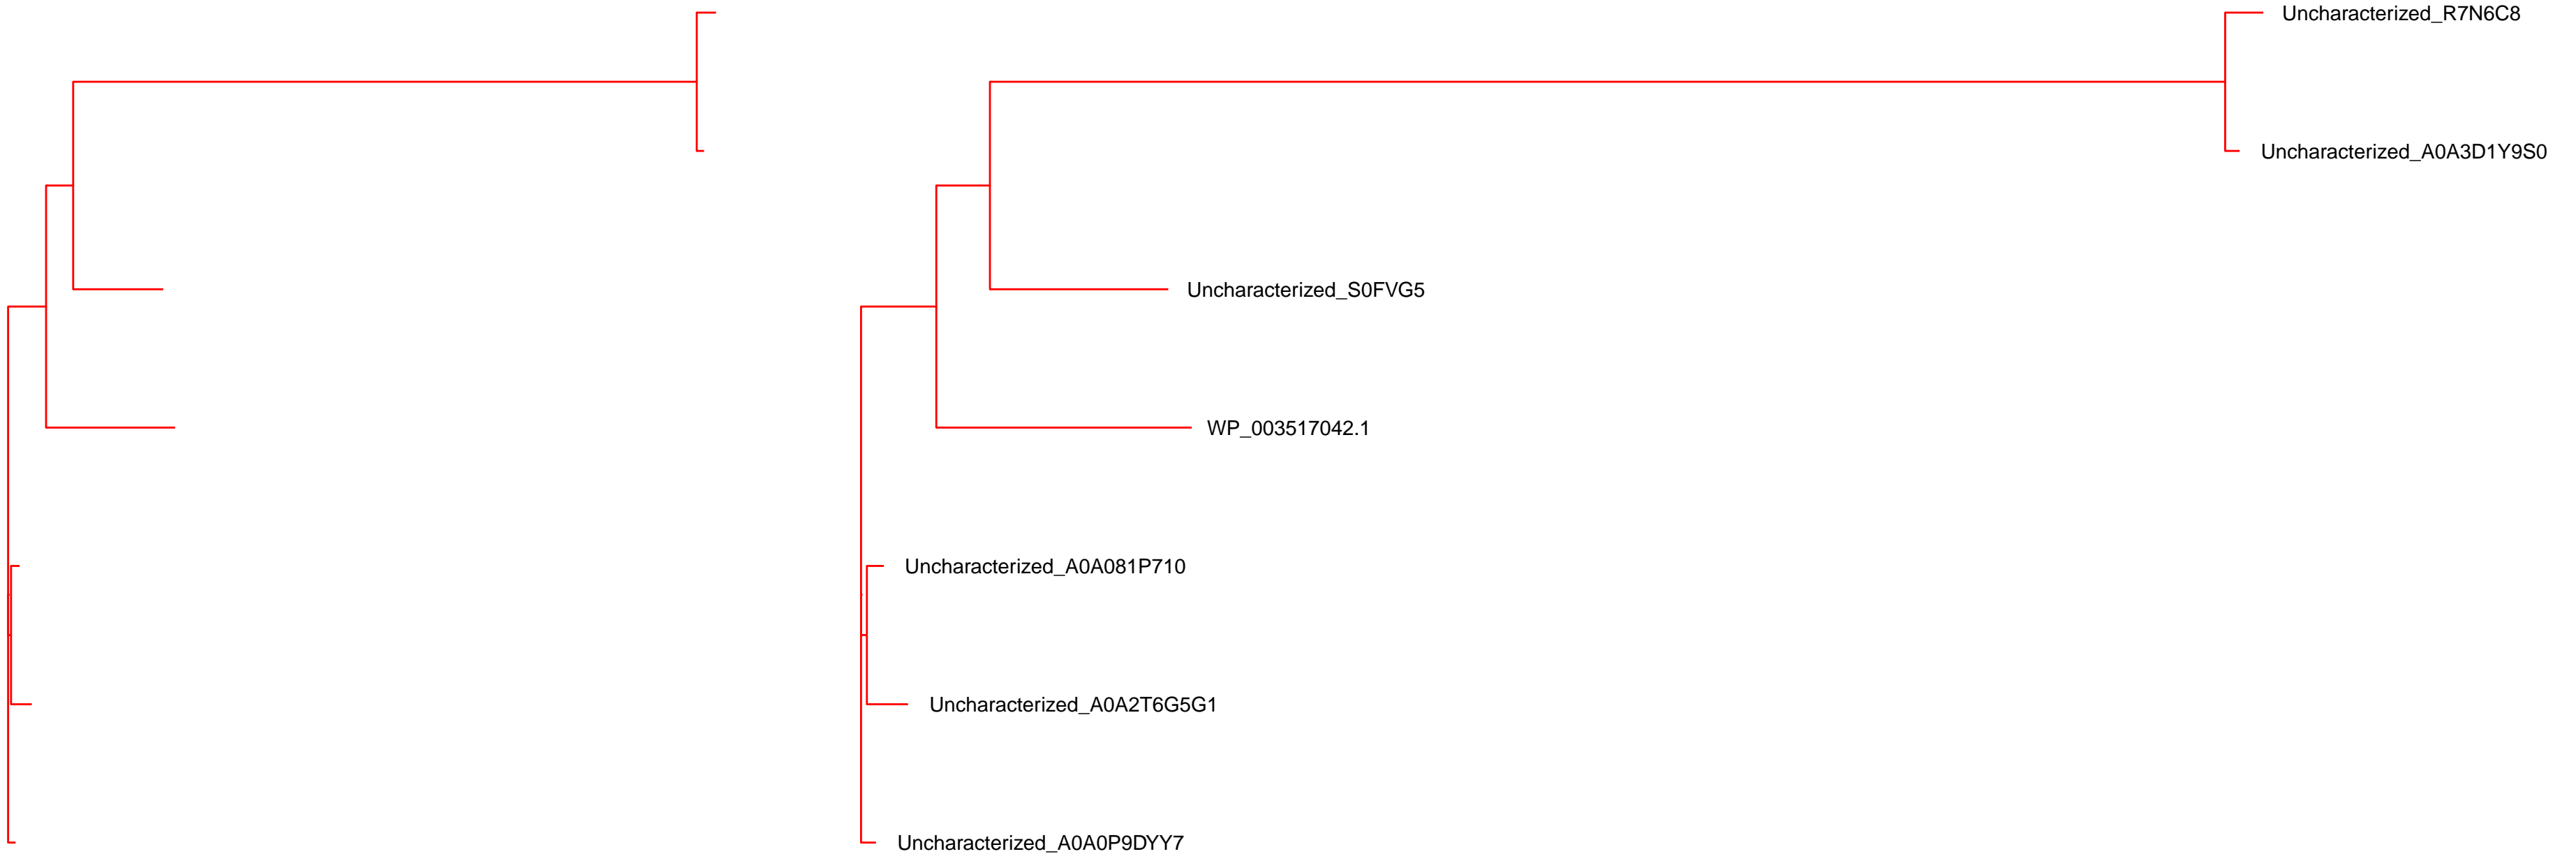 Uncharacterized_R7N6C8
Uncharacterized_A0A3D1Y9S0
Uncharacterized_S0FVG5
WP_003517042.1
Uncharacterized_A0A081P710
Uncharacterized_A0A2T6G5G1
Uncharacterized_A0A0P9DYY7